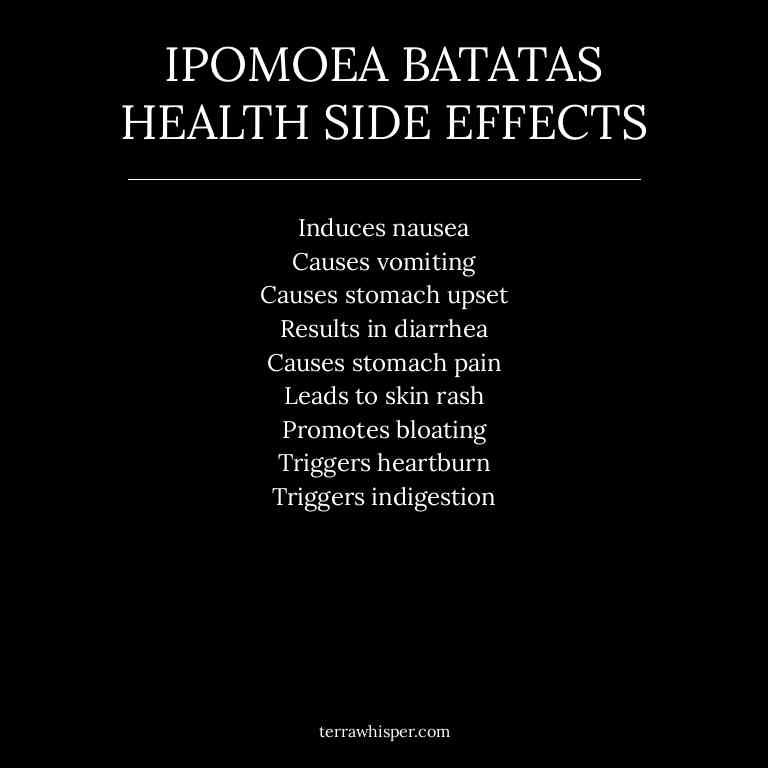 IPOMOEA BATATAS
HEALTH SIDE EFFECTS
Induces nausea
Causes vomiting
Causes stomach upset
Results in diarrhea
Causes stomach pain
Leads to skin rash
Promotes bloating
Triggers heartburn
Triggers indigestion
terrawhisper.com